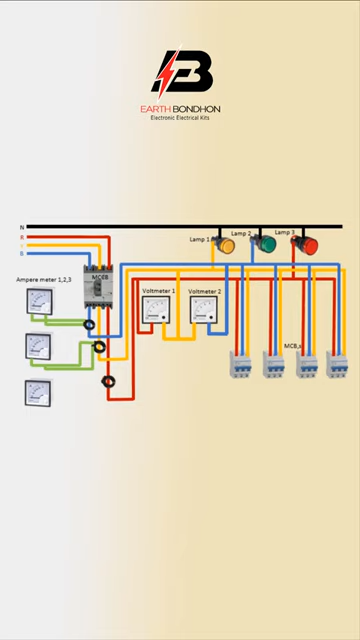 EARTH BONDHON
Electronic Electrical Kits
N
R
Y
B
Lamp 1
Lamp 2
Lamp 3
MCCB
Ampere meter 1,2,3
Voltmeter 1
Voltmeter 2
MCB,s